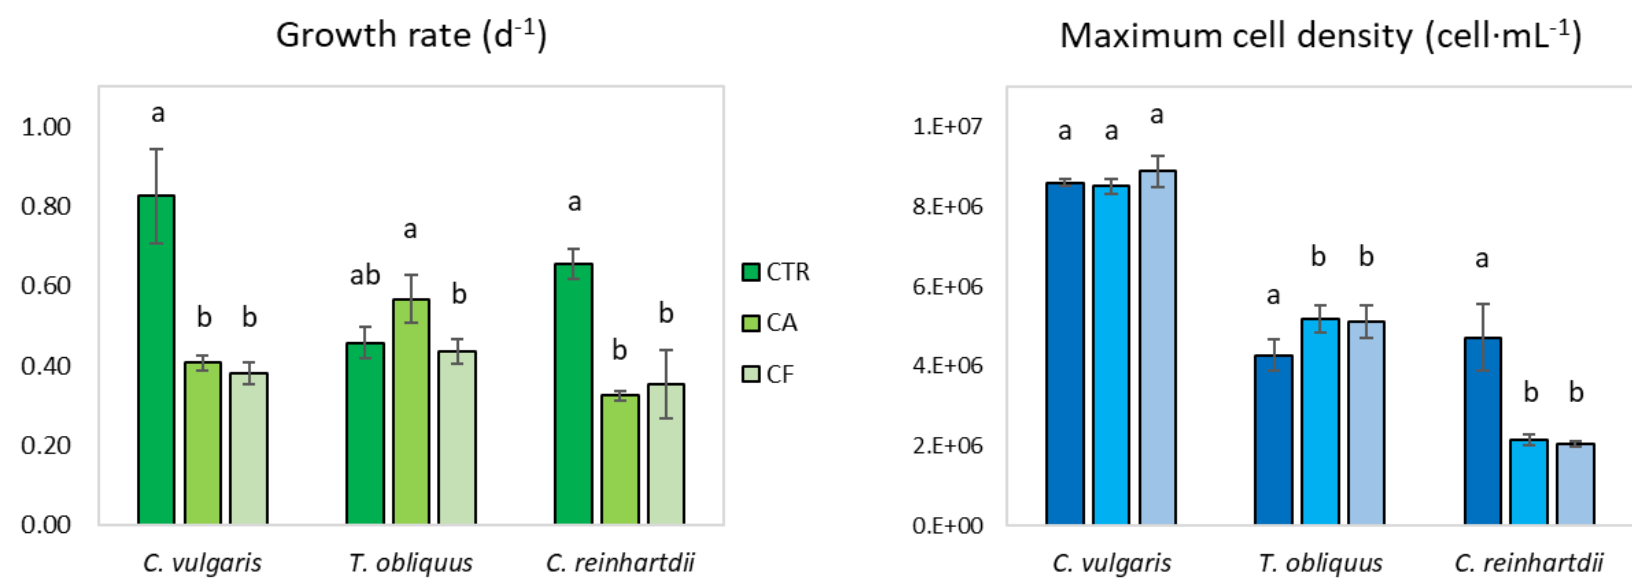 Growth rate (d-1)
1.00
0.80
0.60
0.40
0.20
0.00
a
b
b
ab
a
b
a
b
b
C. vulgaris
T. obliquus
C. reinhardtii
CTR
CA
CF
Maximum cell density (cell·mL-1)
1.E+07
8.E+06
6.E+06
4.E+06
2.E+06
0.E+00
a
a
a
a
b
b
a
b
b
C. vulgaris
T. obliquus
C. reinhardtii